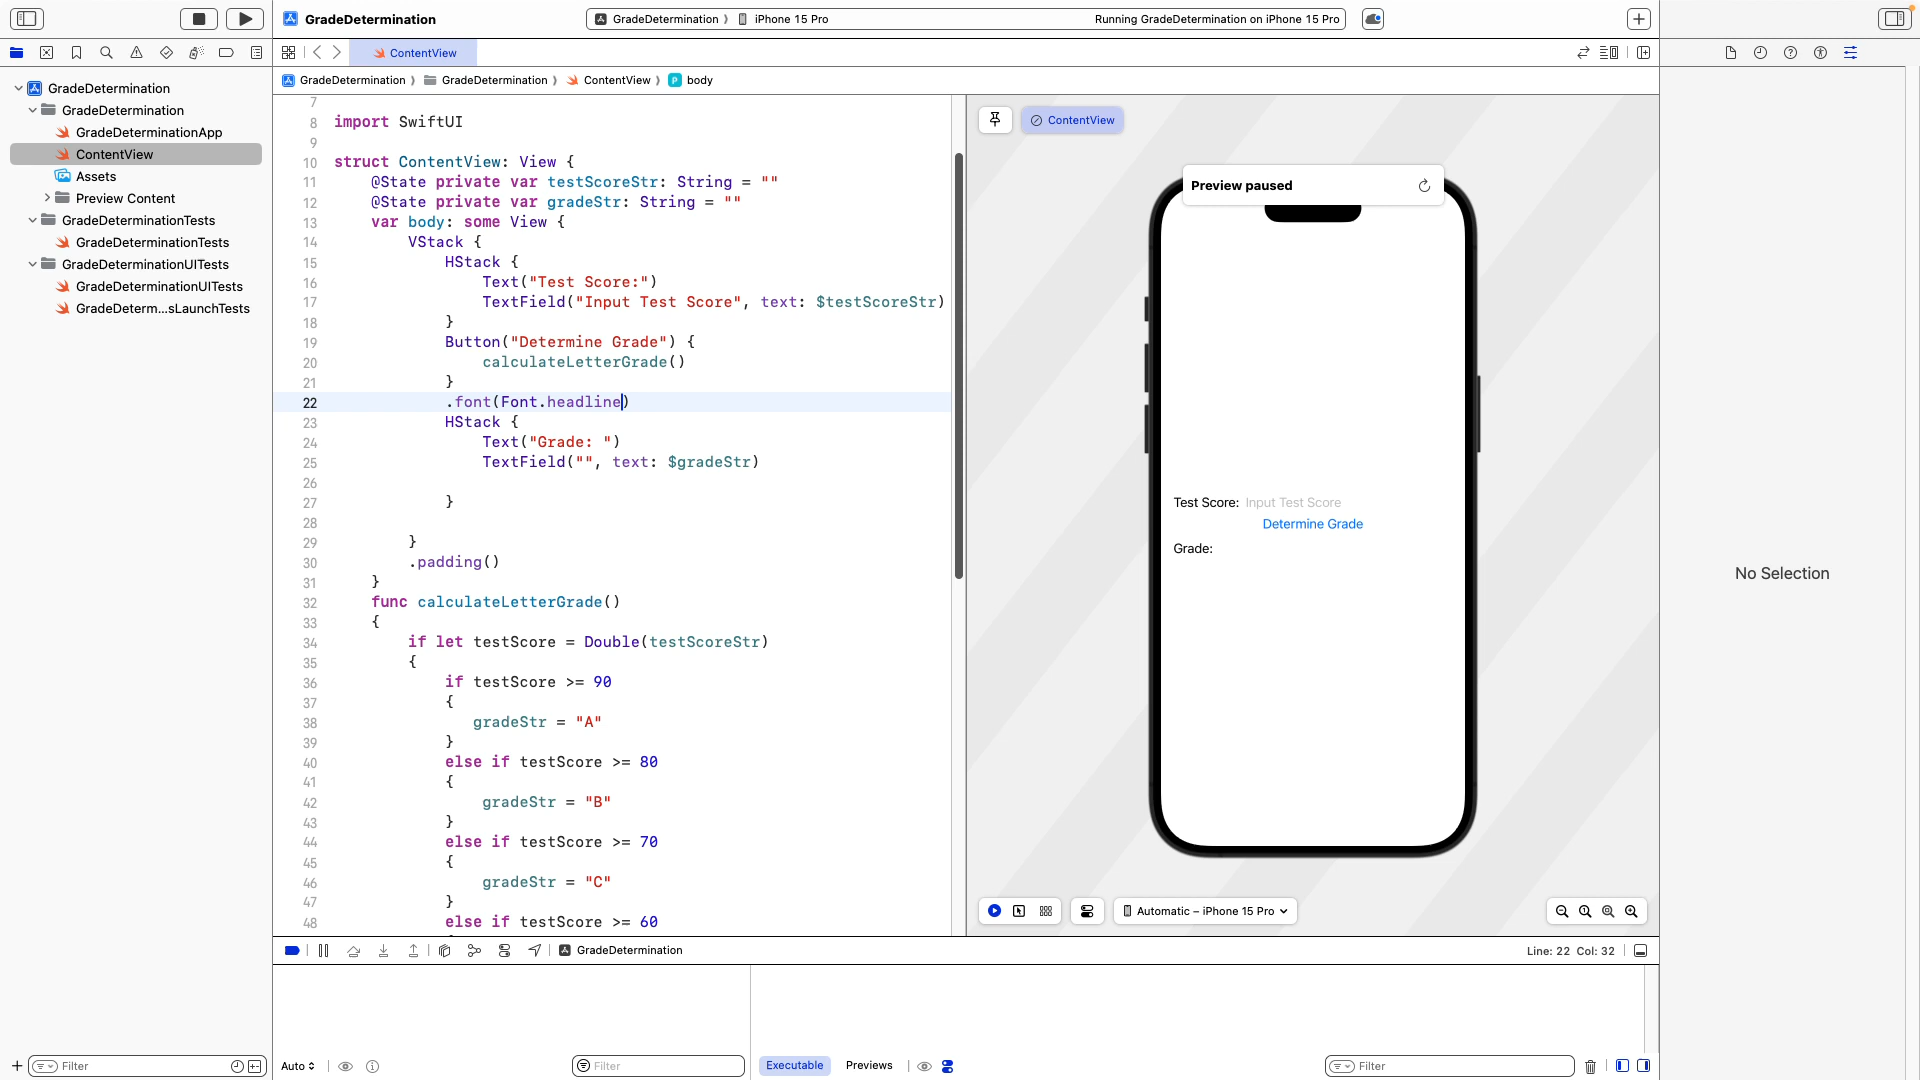 GradeDetermination
GradeDetermination
iPhone 15 Pro
Running GradeDetermination on iPhone 15 Pro
ContentView
GradeDetermination
GradeDetermination
ContentView
body
GradeDetermination
GradeDetermination
GradeDeterminationApp
ContentView
Assets
Preview Content
GradeDeterminationTests
GradeDeterminationTests
GradeDeterminationUITests
GradeDeterminationUITests
GradeDeterm...sLaunchTests
Filter
7
8 import SwiftUI
9
10 struct ContentView: View {
11 @State private var testScoreStr: String = ""
12 @State private var gradeStr: String = ""
13 var body: some View {
14 VStack {
15 HStack {
16 Text("Test Score:")
17 TextField("Input Test Score", text: $testScoreStr)
18 }
19 Button("Determine Grade") {
20 calculateLetterGrade()
21 }
22 .font(Font.headline)
23 HStack {
24 Text("Grade: ")
25 TextField("", text: $gradeStr)
26
27 }
28
29 }
30 .padding()
31 }
32 func calculateLetterGrade()
33 {
34 if let testScore = Double(testScoreStr)
35 {
36 if testScore >= 90
37 {
38 gradeStr = "A"
39 }
40 else if testScore >= 80
41 {
42 gradeStr = "B"
43 }
44 else if testScore >= 70
45 {
46 gradeStr = "C"
47 }
48 else if testScore >= 60
ContentView
Preview paused
Test Score: Input Test Score
Determine Grade
Grade:
Automatic – iPhone 15 Pro
No Selection
GradeDetermination
Line: 22 Col: 32
Auto
Filter
Executable
Previews
Filter